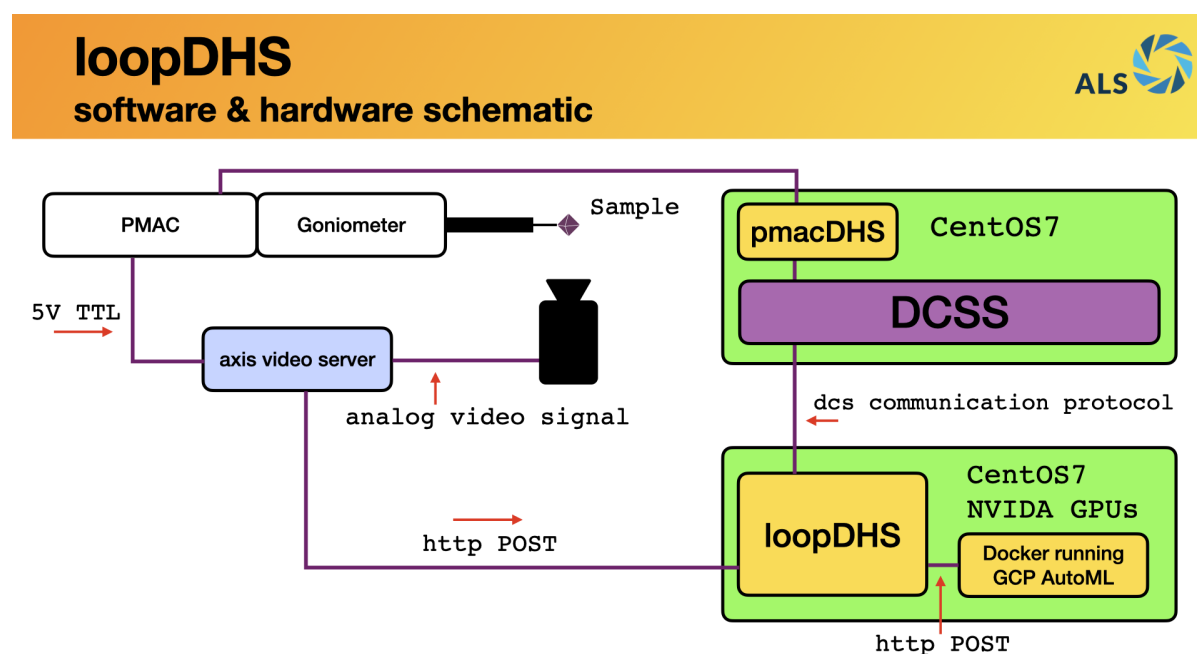 loopDHS
software & hardware schematic
ALS
PMAC
Goniometer
Sample
pmacDHS
CentOS7
DCSS
5V TTL
axis video server
analog video signal
dcs communication protocol
CentOS7
NVIDA GPUs
loopDHS
http POST
Docker running
GCP AutoML
http POST